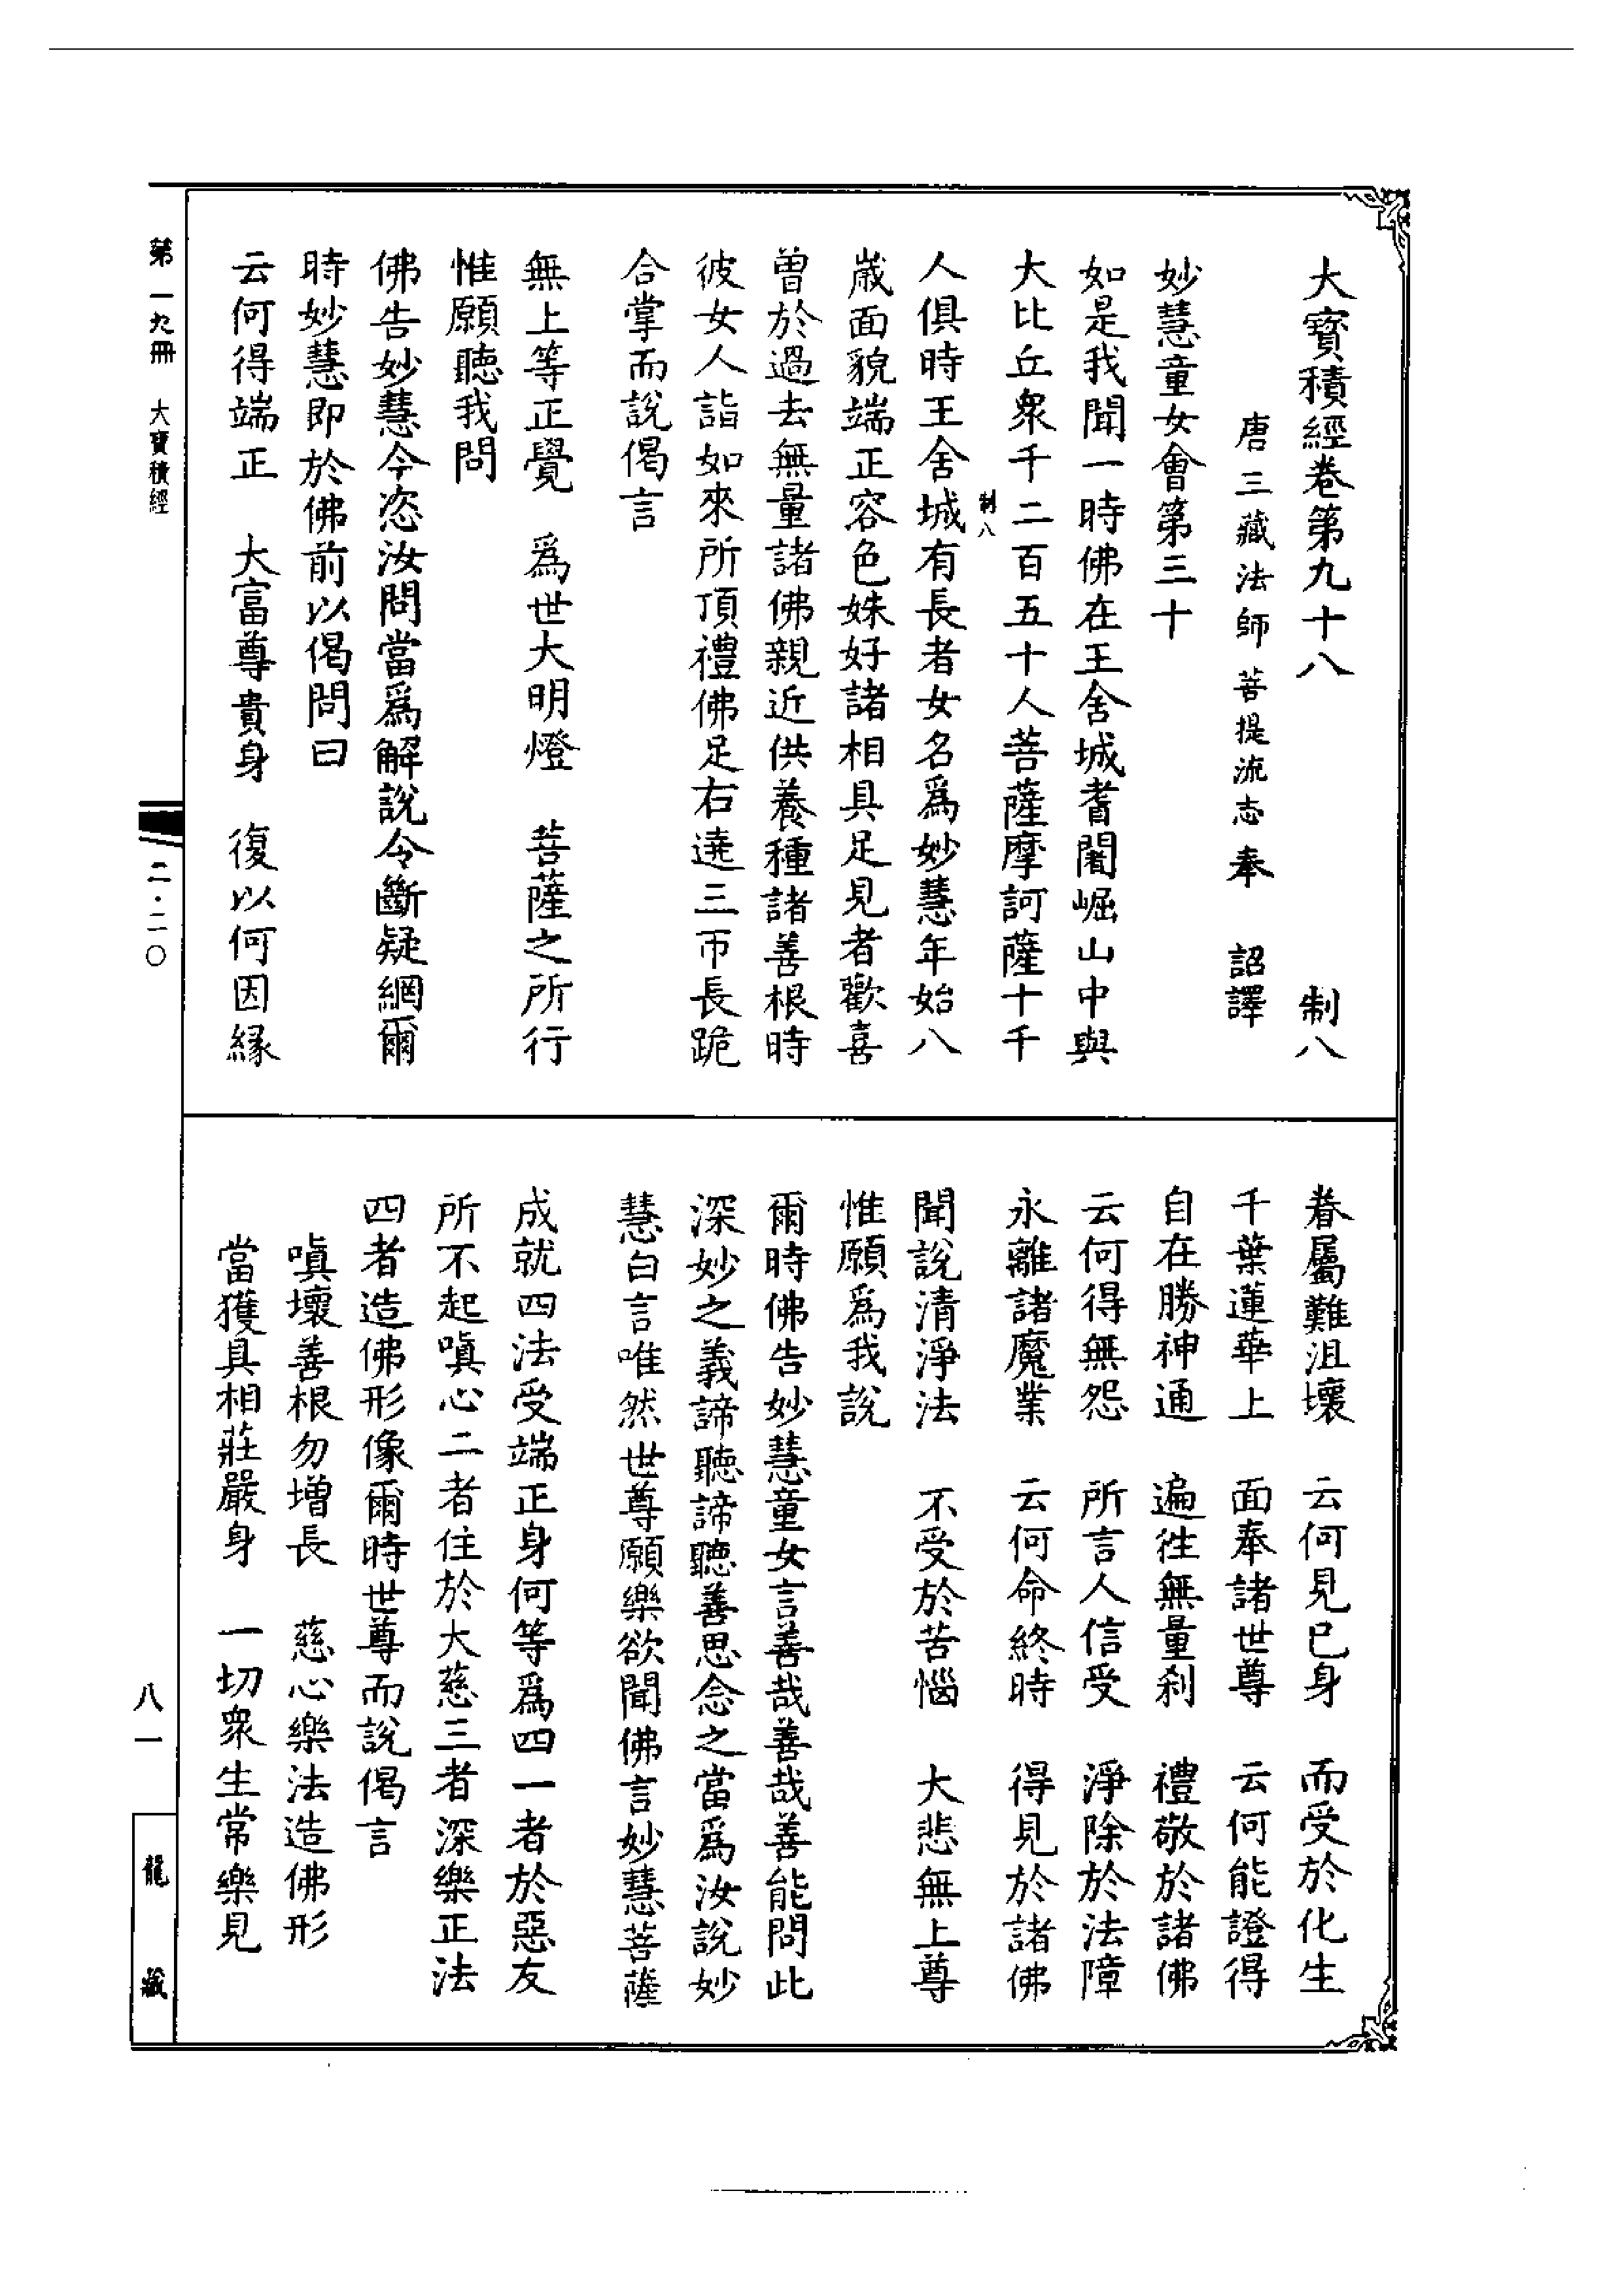 大寶積經卷第九十八　制八
唐三藏法師菩提流志奉　詔譯
妙慧童女會第三十
如是我聞一時佛在王舍城耆闍崛山中與
大比丘衆千二百五十人菩薩摩訶薩十千
制八
人俱時王舍城有長者女名爲妙慧年始八
歲面貌端正容色姝好諸相具足見者歡喜
曾於過去無量諸佛親近供養種諸善根時
彼女人詣如來所頂禮佛足右遶三帀長跪
合掌而說偈言
無上等正覺　爲世大明燈　菩薩之所行
惟願聽我問
佛告妙慧今恣汝問當爲解說令斷疑網爾
時妙慧即於佛前以偈問曰
云何得端正　大富尊貴身　復以何因緣
眷屬難沮壞　云何見已身　而受於化生
千葉蓮華上　面奉諸世尊　云何能證得
自在勝神通　遍徃無量刹　禮敬於諸佛
云何得無怨　所言人信受　淨除於法障
永離諸魔業　云何命終時　得見於諸佛
聞說清淨法　不受於苦惱　大悲無上尊
惟願爲我說
爾時佛告妙慧童女言善哉善哉善能問此
深妙之義諦聽諦聽善思念之當爲汝說妙
慧白言唯然世尊願樂欲聞佛言妙慧菩薩
成就四法受端正身何等爲四一者於惡友
所不起嗔心二者住於大慈三者深樂正法
四者造佛形像爾時世尊而說偈言
嗔壞善根勿增長　慈心樂法造佛形
當獲具相莊嚴身　一切衆生常樂見
第一九冊　大寶積經
二·二〇
八一
龍藏